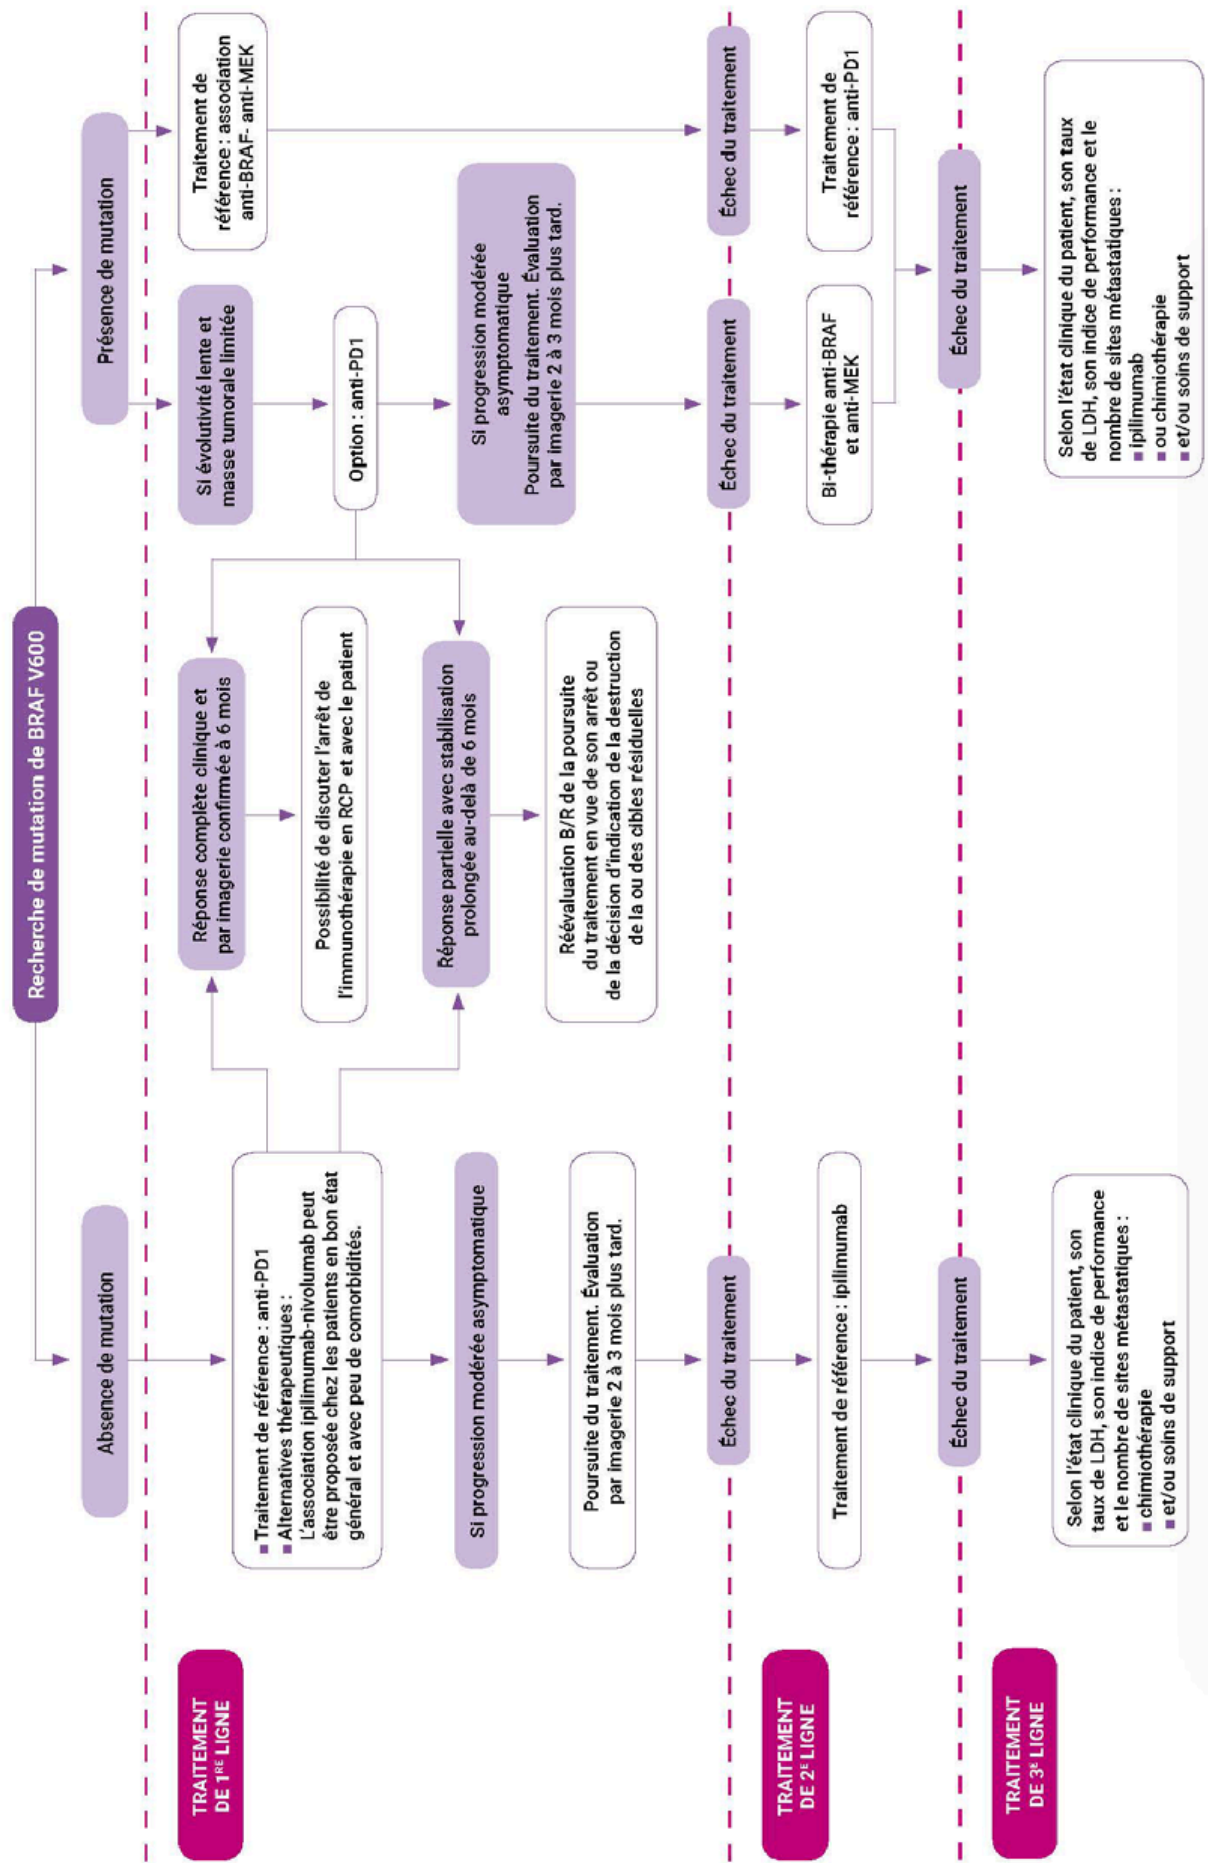 Recherche de mutation de BRAF V600
Absence de mutation
Présence de mutation
TRAITEMENT
DE 1RE LIGNE
■ Traitement de référence : anti-PD1
■ Alternatives thérapeutiques :
L'association ipilimumab-nivolumab peut
être proposée chez les patients en bon état
général et avec peu de comorbidités.
Si progression modérée asymptomatique
Poursuite du traitement. Évaluation
par imagerie 2 à 3 mois plus tard.
Réponse complète clinique et
par imagerie confirmée à 6 mois
Possibilité de discuter l'arrêt de
l'immunothérapie en RCP et avec le patient
Réponse partielle avec stabilisation
prolongée au-delà de 6 mois
Réévaluation B/R de la poursuite
du traitement en vue de son arrêt ou
de la décision d'indication de la destruction
de la ou des cibles résiduelles
Si évolutivité lente et
masse tumorale limitée
Option : anti-PD1
Si progression modérée
asymptomatique
Poursuite du traitement. Évaluation
par imagerie 2 à 3 mois plus tard.
Traitement de
référence : association
anti-BRAF- anti-MEK
Échec du traitement
Échec du traitement
Échec du traitement
TRAITEMENT
DE 2E LIGNE
Traitement de référence : ipilimumab
Bi-thérapie anti-BRAF
et anti-MEK
Traitement de
référence : anti-PD1
Échec du traitement
Échec du traitement
TRAITEMENT
DE 3E LIGNE
Selon l'état clinique du patient, son
taux de LDH, son indice de performance
et le nombre de sites métastatiques :
■ chimiothérapie
■ et/ou soins de support
Selon l'état clinique du patient, son taux
de LDH, son indice de performance et le
nombre de sites métastatiques :
■ ipilimumab
■ ou chimiothérapie
■ et/ou soins de support